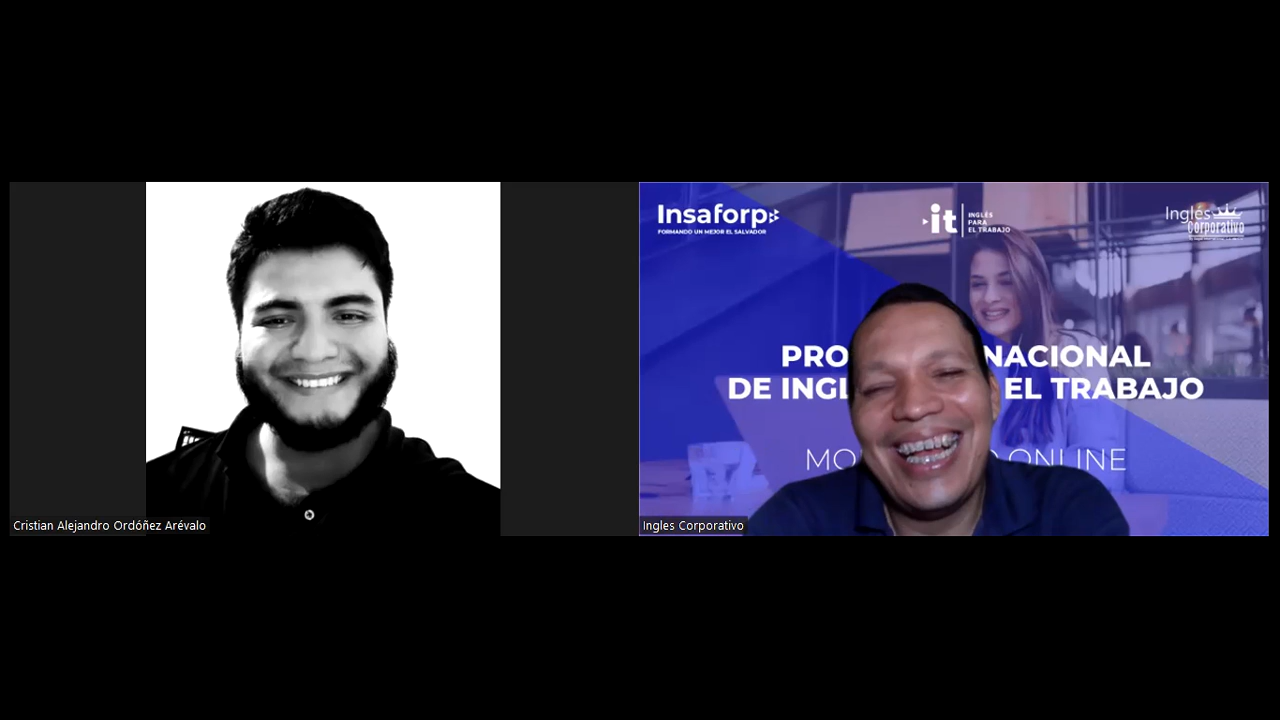 Insaforp
FORMANDO UN MEJOR EL SALVADOR
it
INGLÉS
PARA
EL TRABAJO
Inglés
Corporativo
PRO NACIONAL
DE INGL EL TRABAJO
MO ONLINE
Cristian Alejandro Ordóñez Arévalo
Ingles Corporativo